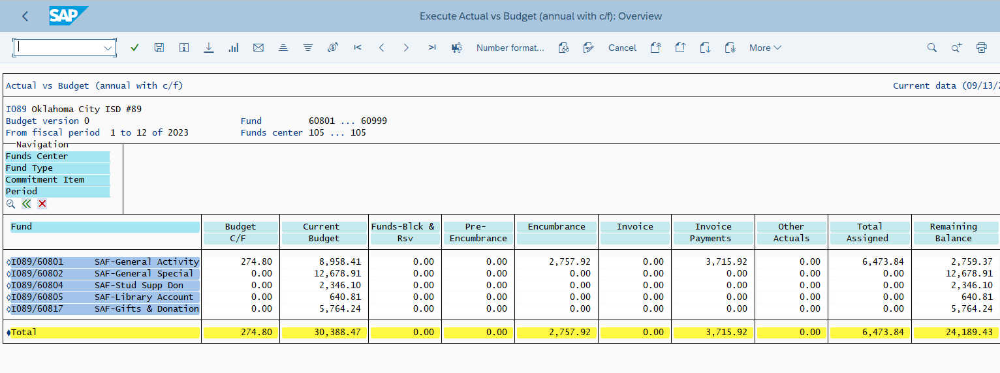 SAP
Execute Actual vs Budget (annual with c/f): Overview
Number format... Cancel More
Actual vs Budget (annual with c/f) Current data (09/13/2
I089 Oklahoma City ISD #89
Budget version 0 Fund 60801 ... 60999
From fiscal period 1 to 12 of 2023 Funds center 105 ... 105
Navigation
Funds Center
Fund Type
Commitment Item
Period
Fund Budget Current Funds-Blck & Pre- Encumbrance Invoice Invoice Other Total Remaining
C/F Budget Rsv Encumbrance Payments Actuals Assigned Balance
I089/60801 SAF-General Activity 274.80 8,958.41 0.00 0.00 2,757.92 0.00 3,715.92 0.00 6,473.84 2,759.37
I089/60802 SAF-General Special 0.00 12,678.91 0.00 0.00 0.00 0.00 0.00 0.00 0.00 12,678.91
I089/60804 SAF-Stud Supp Don 0.00 2,346.10 0.00 0.00 0.00 0.00 0.00 0.00 0.00 2,346.10
I089/60805 SAF-Library Account 0.00 640.81 0.00 0.00 0.00 0.00 0.00 0.00 0.00 640.81
I089/60817 SAF-Gifts & Donation 0.00 5,764.24 0.00 0.00 0.00 0.00 0.00 0.00 0.00 5,764.24
Total 274.80 30,388.47 0.00 0.00 2,757.92 0.00 3,715.92 0.00 6,473.84 24,189.43